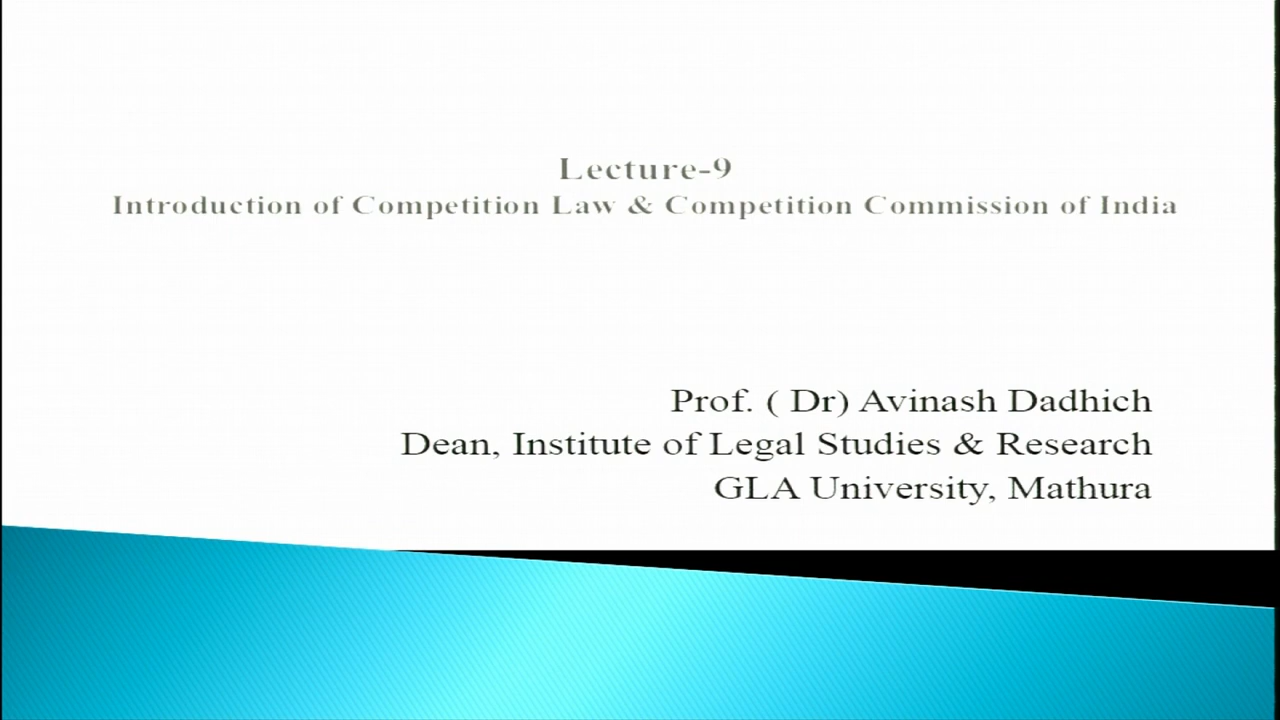 Lecture-9
Introduction of Competition Law & Competition Commission of India
Prof. ( Dr) Avinash Dadhich
Dean, Institute of Legal Studies & Research
GLA University, Mathura